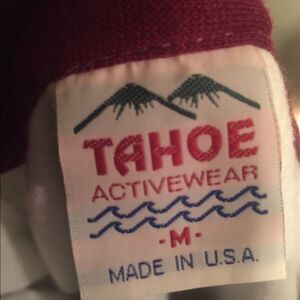 TAHOE
ACTIVEWEAR
-M-
MADE IN U.S.A.